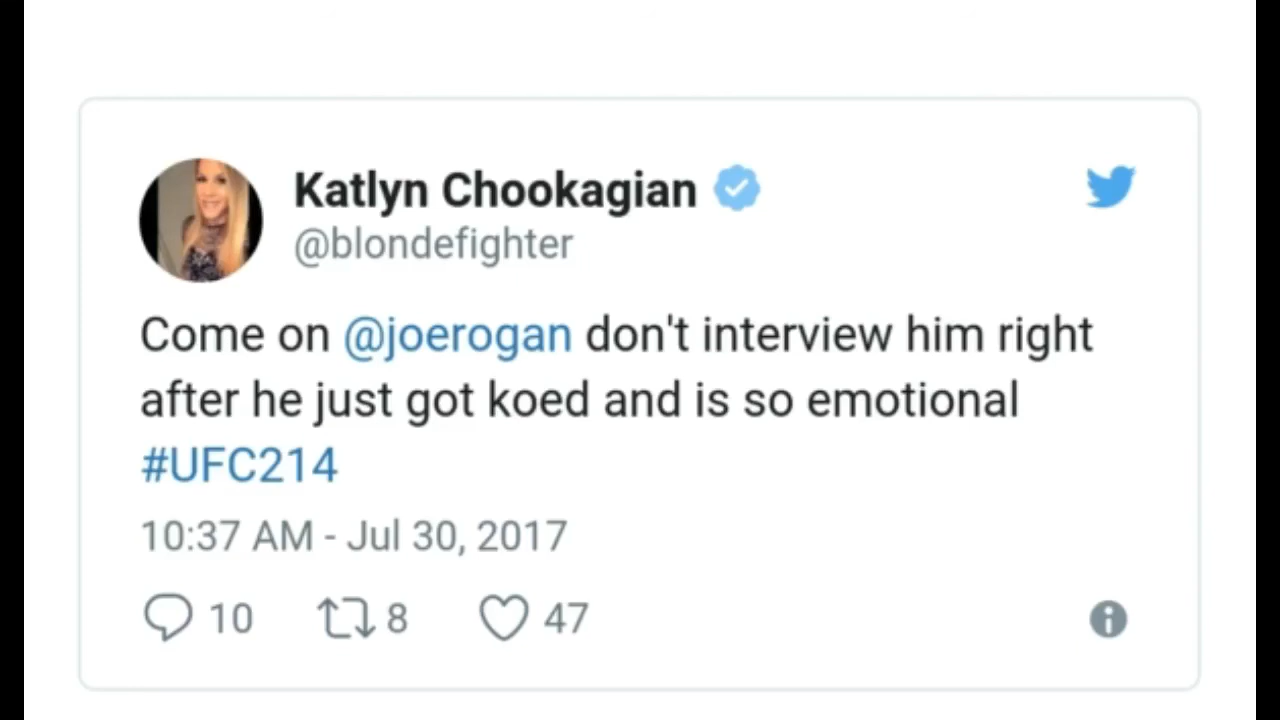 Katlyn Chookagian
@blondefighter
Come on @joerogan don't interview him right
after he just got koed and is so emotional
#UFC214
10:37 AM - Jul 30, 2017
10 8 47